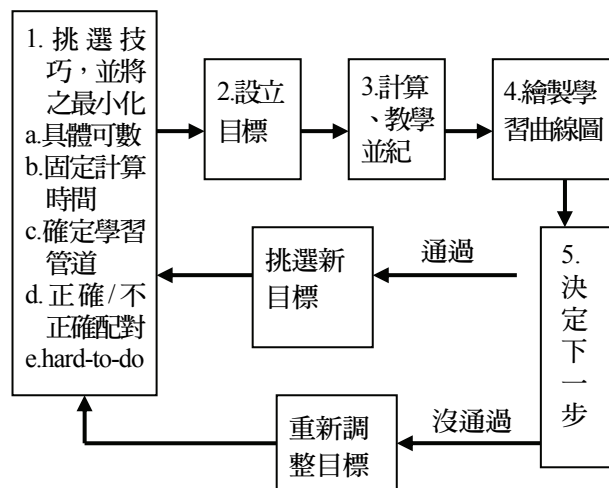 1. 挑選技
巧，並將
之最小化
a.具體可數
b.固定計算
時間
c.確定學習
管道
d.正確/不
正確配對
e.hard-to-do
2.設立
目標
3.計算
、教學
並紀
4.繪製學
習曲線圖
5.
決
定
下
一
步
通過
挑選新
目標
沒通過
重新調
整目標